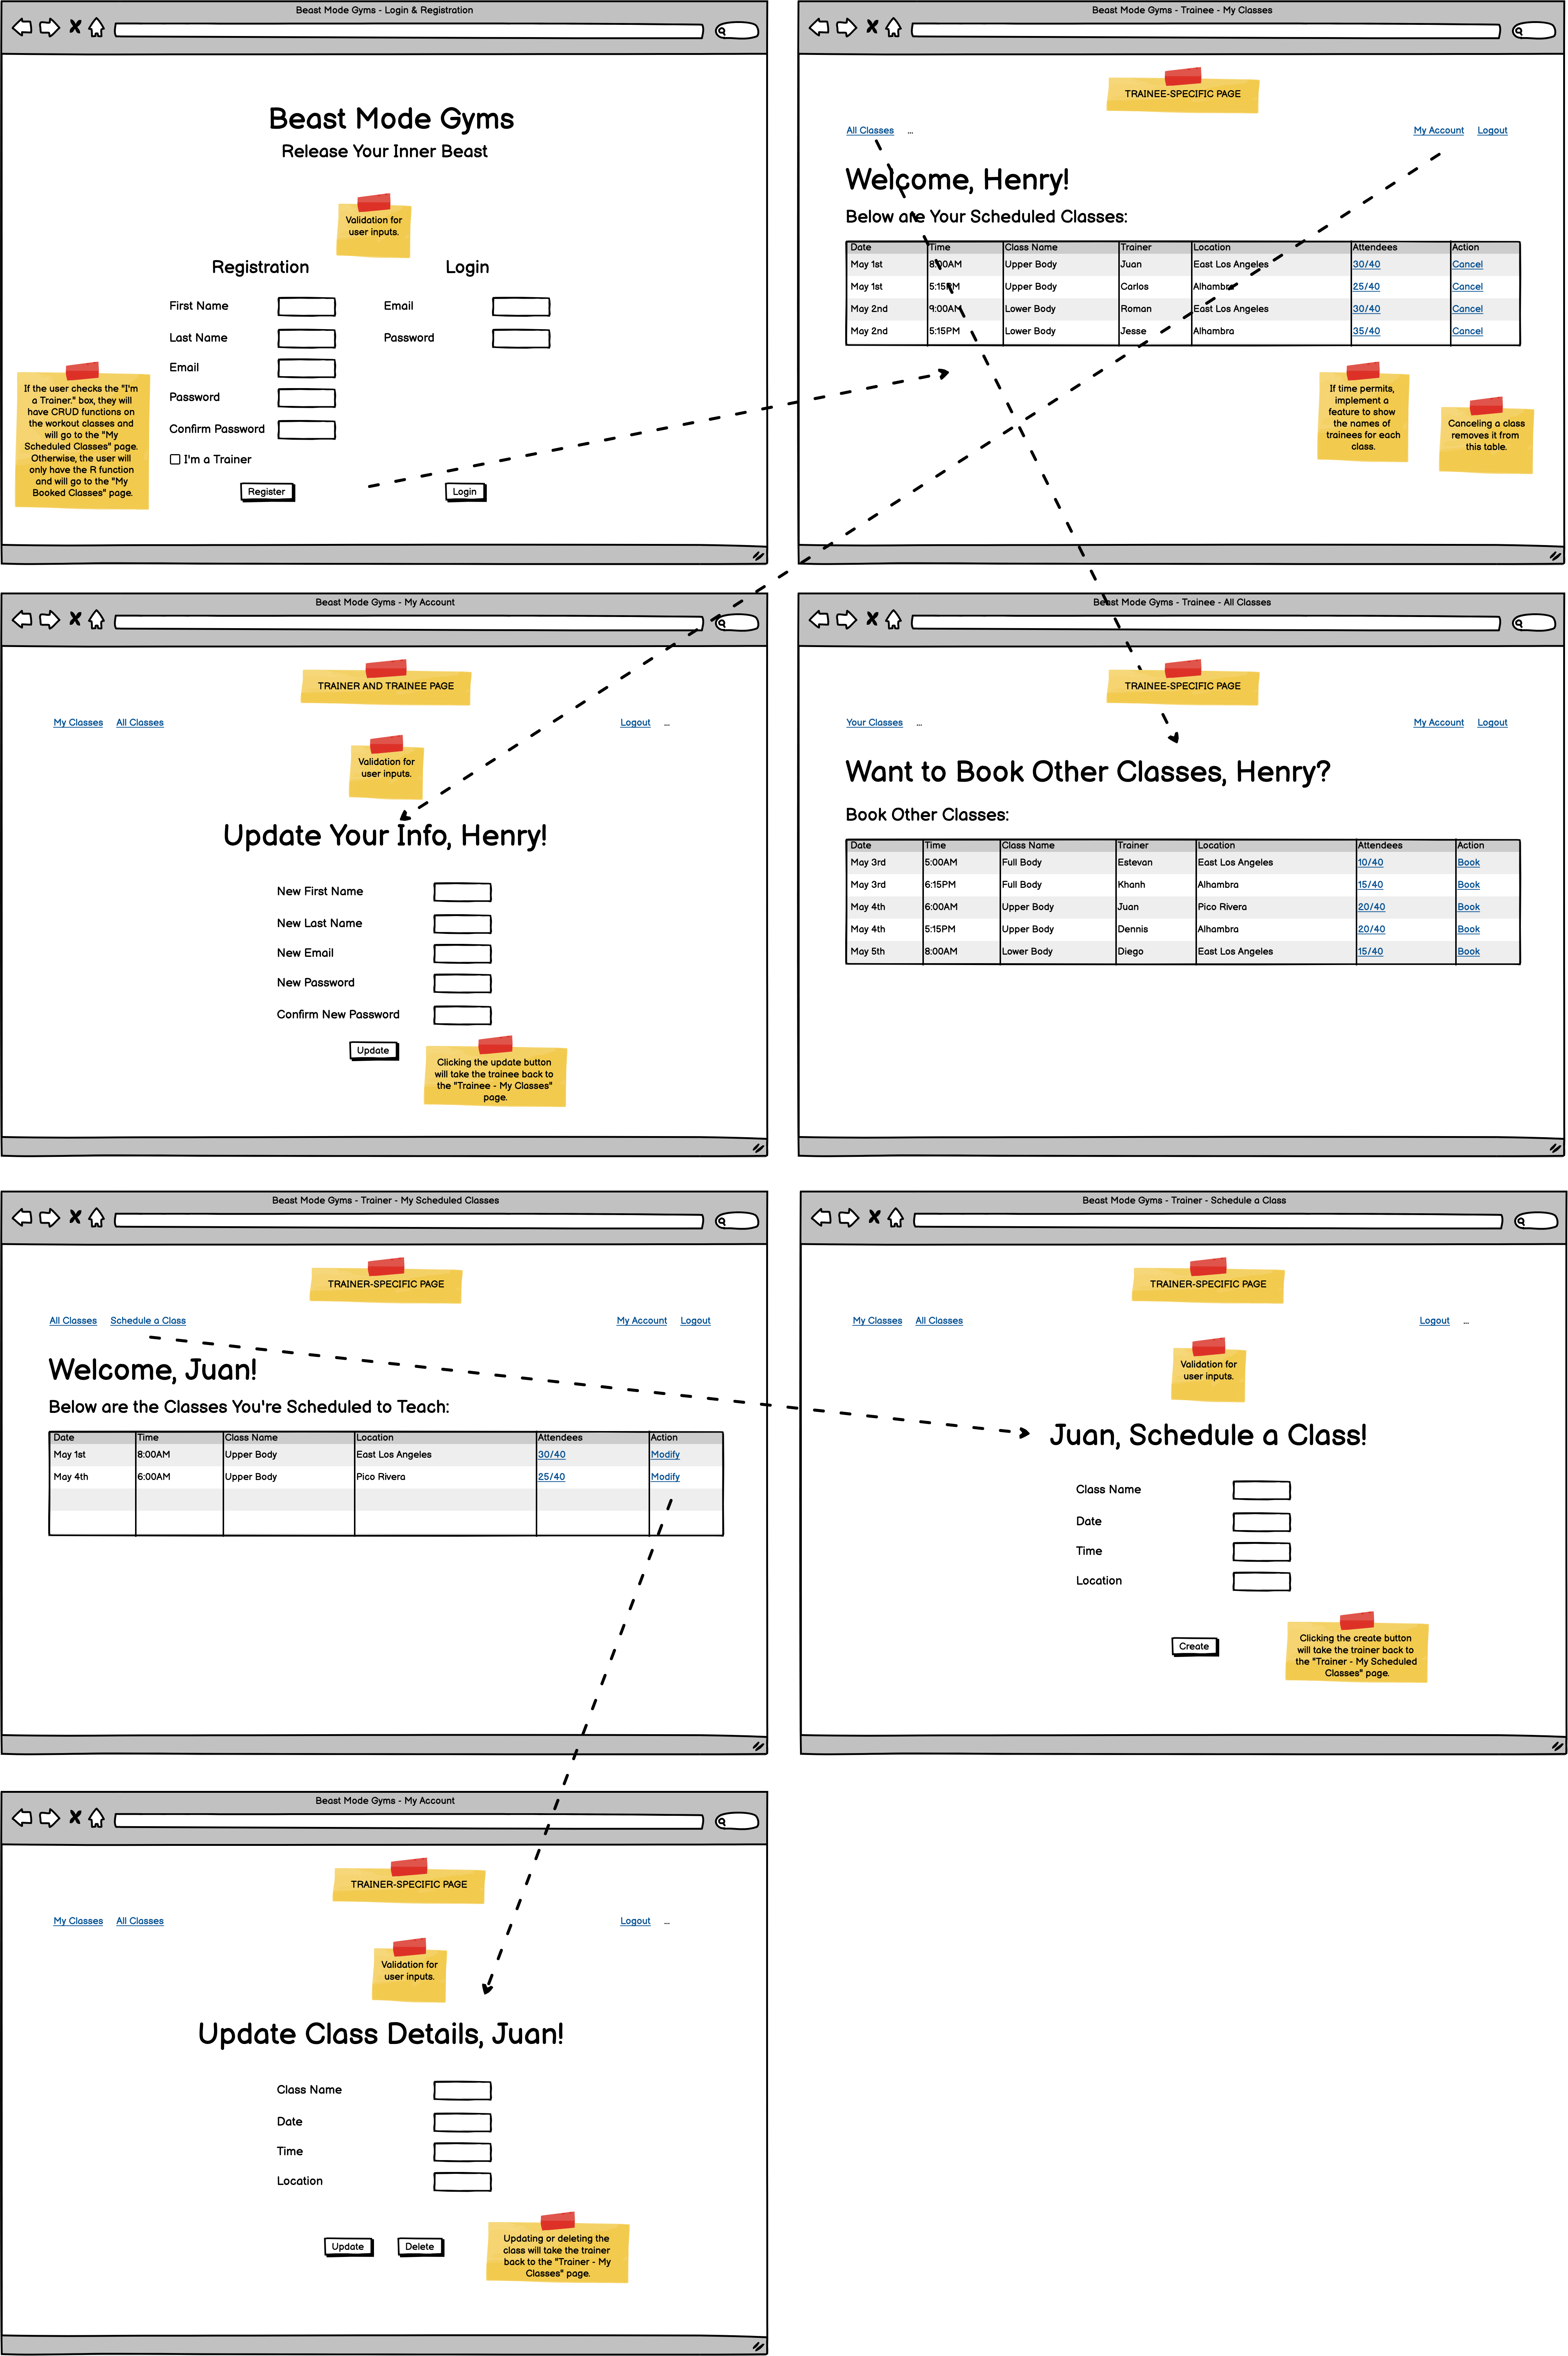 Beast Mode Gyms - Login & Registration
Beast Mode Gyms
Release Your Inner Beast
Validation for
user inputs.
Registration
Login
First Name
Last Name
Email
Password
Confirm Password
I'm a Trainer
Register
Email
Password
Login
If the user checks the "I'm
a Trainer." box, they will
have CRUD functions on
the workout classes and
will go to the "My
Scheduled Classes" page.
Otherwise, the user will
only have the R function
and will go to the "My
Booked Classes" page.
Beast Mode Gyms - Trainee - My Classes
TRAINEE-SPECIFIC PAGE
All Classes ... My Account Logout
Welcome, Henry!
Below are Your Scheduled Classes:
Date Time Class Name Trainer Location Attendees Action
May 1st 8:00AM Upper Body Juan East Los Angeles 30/40 Cancel
May 1st 5:15PM Upper Body Carlos Alhambra 25/40 Cancel
May 2nd 9:00AM Lower Body Roman East Los Angeles 30/40 Cancel
May 2nd 5:15PM Lower Body Jesse Alhambra 35/40 Cancel
If time permits,
implement a
feature to show
the names of
trainees for each
class.
Canceling a class
removes it from
this table.
Beast Mode Gyms - My Account
TRAINER AND TRAINEE PAGE
My Classes All Classes Logout ...
Validation for
user inputs.
Update Your Info, Henry!
New First Name
New Last Name
New Email
New Password
Confirm New Password
Update
Clicking the update button
will take the trainee back to
the "Trainee - My Classes"
page.
Beast Mode Gyms - Trainee - All Classes
TRAINEE-SPECIFIC PAGE
Your Classes ... My Account Logout
Want to Book Other Classes, Henry?
Book Other Classes:
Date Time Class Name Trainer Location Attendees Action
May 3rd 5:00AM Full Body Estevan East Los Angeles 10/40 Book
May 3rd 6:15PM Full Body Khanh Alhambra 15/40 Book
May 4th 6:00AM Upper Body Juan Pico Rivera 20/40 Book
May 4th 5:15PM Upper Body Dennis Alhambra 20/40 Book
May 5th 8:00AM Lower Body Diego East Los Angeles 15/40 Book
Beast Mode Gyms - Trainer - My Scheduled Classes
TRAINER-SPECIFIC PAGE
All Classes Schedule a Class My Account Logout
Welcome, Juan!
Below are the Classes You're Scheduled to Teach:
Date Time Class Name Location Attendees Action
May 1st 8:00AM Upper Body East Los Angeles 30/40 Modify
May 4th 6:00AM Upper Body Pico Rivera 25/40 Modify
Beast Mode Gyms - Trainer - Schedule a Class
TRAINER-SPECIFIC PAGE
My Classes All Classes Logout ...
Validation for
user inputs.
Juan, Schedule a Class!
Class Name
Date
Time
Location
Create
Clicking the create button
will take the trainer back to
the "Trainer - My Scheduled
Classes" page.
Beast Mode Gyms - My Account
TRAINER-SPECIFIC PAGE
My Classes All Classes Logout ...
Validation for
user inputs.
Update Class Details, Juan!
Class Name
Date
Time
Location
Update Delete
Updating or deleting the
class will take the trainer
back to the "Trainer - My
Classes" page.